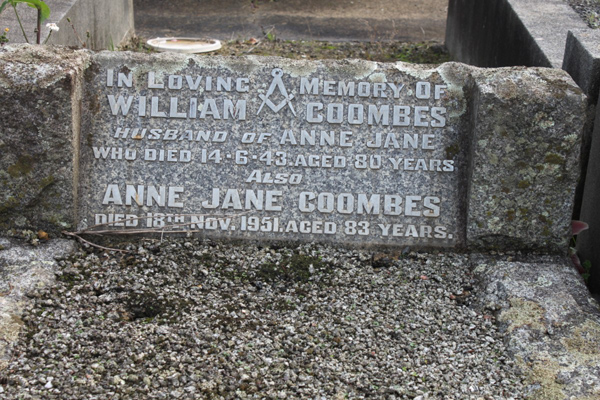 IN LOVING MEMORY OF
WILLIAM COOMBES
HUSBAND OF ANNE JANE
WHO DIED 14·6·43. AGED 80 YEARS
ALSO
ANNE JANE COOMBES
DIED 18TH NOV. 1951. AGED 83 YEARS.